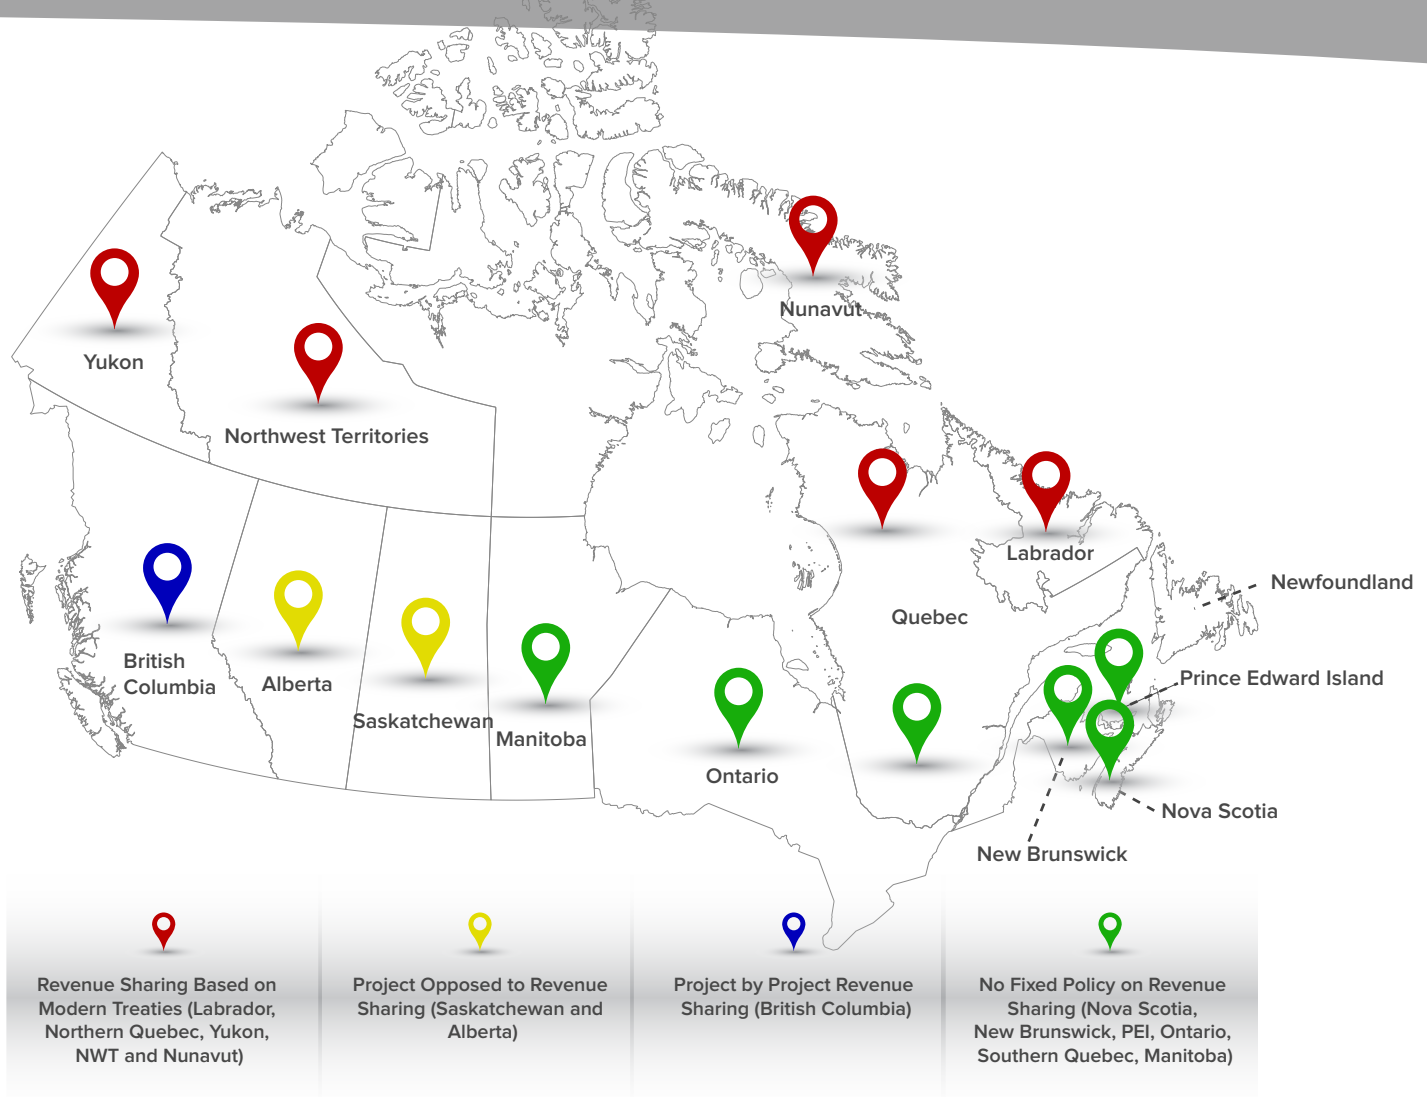 Nunavut
Yukon
Northwest Territories
Labrador
Newfoundland
Quebec
British
Columbia
Alberta
Prince Edward Island
Saskatchewan
Manitoba
Ontario
Nova Scotia
New Brunswick
Revenue Sharing Based on
Modern Treaties (Labrador,
Northern Quebec, Yukon,
NWT and Nunavut)
Project Opposed to Revenue
Sharing (Saskatchewan and
Alberta)
Project by Project Revenue
Sharing (British Columbia)
No Fixed Policy on Revenue
Sharing (Nova Scotia,
New Brunswick, PEI, Ontario,
Southern Quebec, Manitoba)